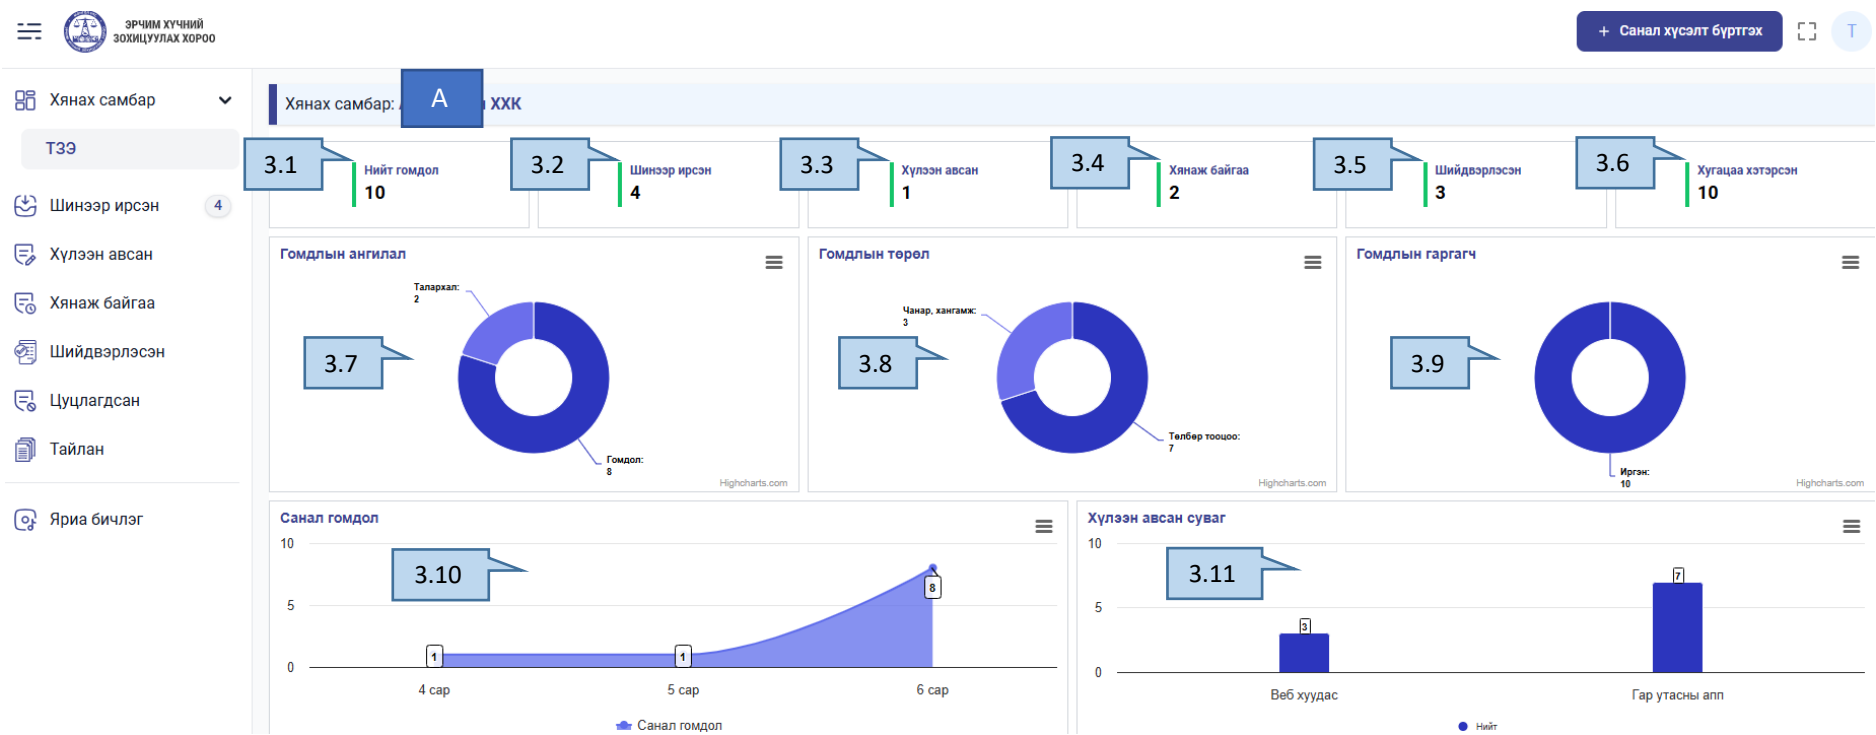 ЭРЧИМ ХҮЧНИЙ
ЗОХИЦУУЛАХ ХОРОО
+ Санал хүсэлт бүртгэх
T
Хянах самбар
ТЗЭ
Шинээр ирсэн 4
Хүлээн авсан
Хянаж байгаа
Шийдвэрлэсэн
Цуцлагдсан
Тайлан
Яриа бичлэг
Хянах самбар: A ХХК
3.1
Нийт гомдол
10
3.2
Шинээр ирсэн
4
3.3
Хүлээн авсан
1
3.4
Хянаж байгаа
2
3.5
Шийдвэрлэсэн
3
3.6
Хугацаа хэтэрсэн
10
Гомдлын ангилал
Талархал:
2
3.7
Гомдол:
8
Highcharts.com
Гомдлын төрөл
Чанар, хангамж:
3
3.8
Төлбөр тооцоо:
7
Highcharts.com
Гомдлын гаргагч
3.9
Иргэн:
10
Highcharts.com
Санал гомдол
10
3.10
8
5
1
1
0
4 сар
5 сар
6 сар
Санал гомдол
Хүлээн авсан суваг
10
3.11
7
5
3
0
Веб хуудас
Гар утасны апп
Нийт